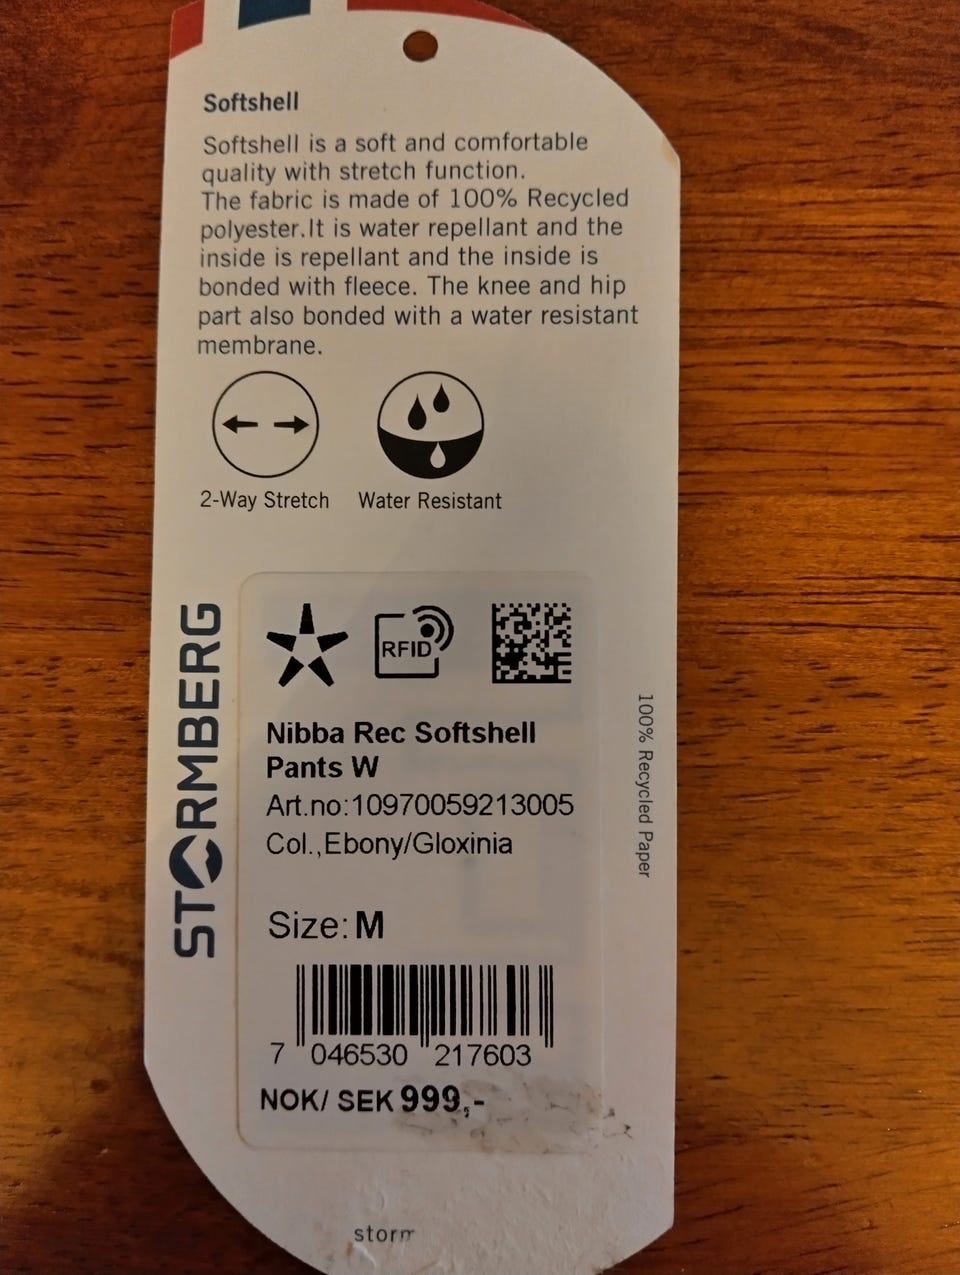 Softshell
Softshell is a soft and comfortable
quality with stretch function.
The fabric is made of 100% Recycled
polyester.It is water repellant and the
inside is repellant and the inside is
bonded with fleece. The knee and hip
part also bonded with a water resistant
membrane.
2-Way Stretch Water Resistant
STORMBERG
RFID
Nibba Rec Softshell
Pants W
Art.no:10970059213005
Col.,Ebony/Gloxinia
Size: M
7 046530 217603
NOK/ SEK 999,-
100% Recycled Paper
storm